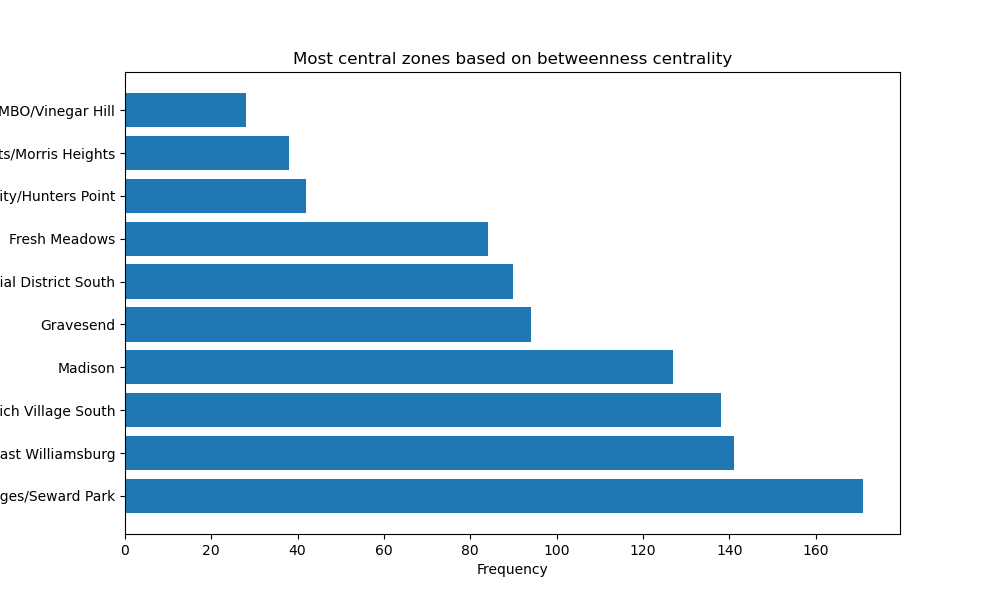 Most central zones based on betweenness centrality
MBO/Vinegar Hill
ts/Morris Heights
ity/Hunters Point
Fresh Meadows
ial District South
Gravesend
Madison
ich Village South
ast Williamsburg
ges/Seward Park
0 20 40 60 80 100 120 140 160
Frequency